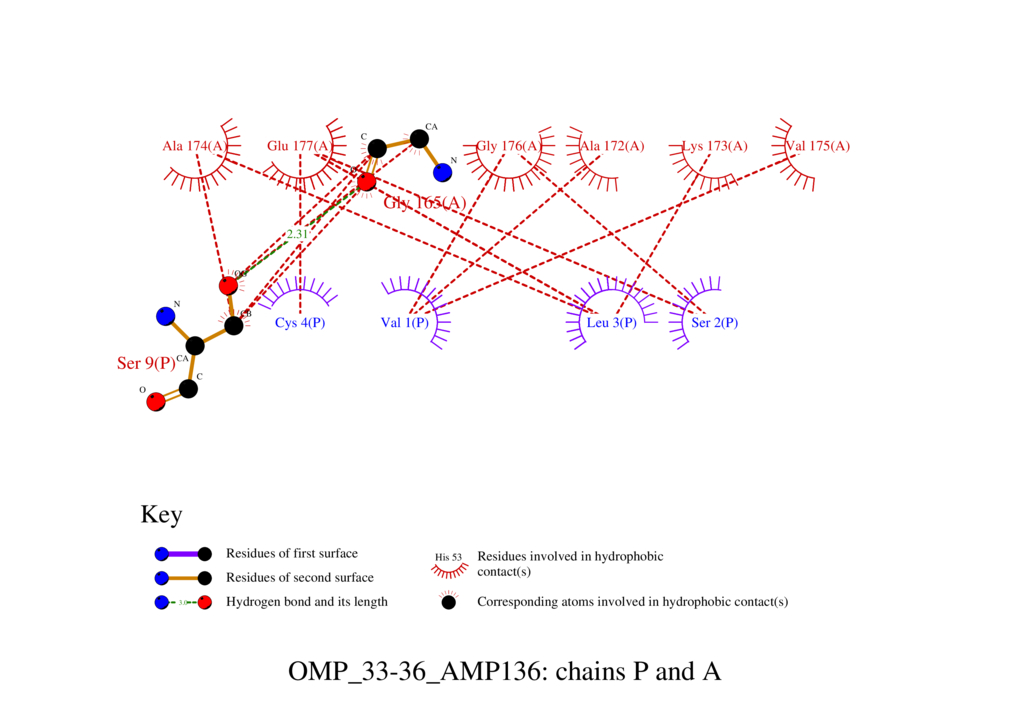 C
CA
Ala 174(A)
Glu 177(A)
Gly 176(A)
Ala 172(A)
Lys 173(A)
Val 175(A)
N
Gly 165(A)
2.31
N
Cys 4(P)
Val 1(P)
Leu 3(P)
Ser 2(P)
CA
Ser 9(P)
C
O
Key
Residues of first surface
Residues of second surface
3.0
Hydrogen bond and its length
His 53
Residues involved in hydrophobic
contact(s)
Corresponding atoms involved in hydrophobic contact(s)
OMP_33-36_AMP136: chains P and A